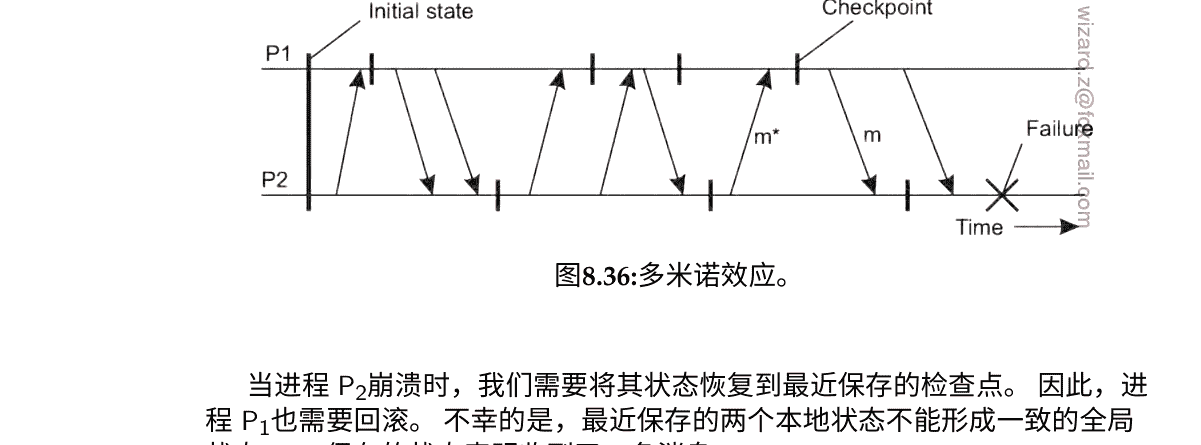 Initial state
Checkpoint
P1
m*
m
Failure
P2
Time
wizard.z@foxmail.com
图8.36:多米诺效应。
当进程 P2崩溃时，我们需要将其状态恢复到最近保存的检查点。 因此，进
程 P1也需要回滚。 不幸的是，最近保存的两个本地状态不能形成一致的全局